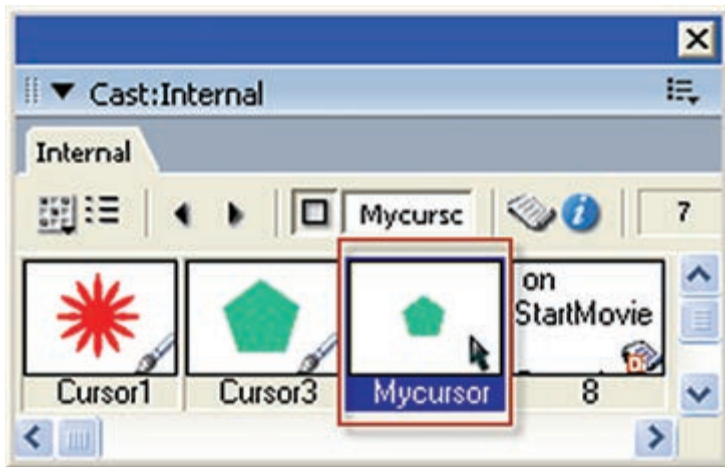 Cast:Internal
Internal
Mycursc
7
on
StartMovie
Cursor1
Cursor3
Mycursor
8